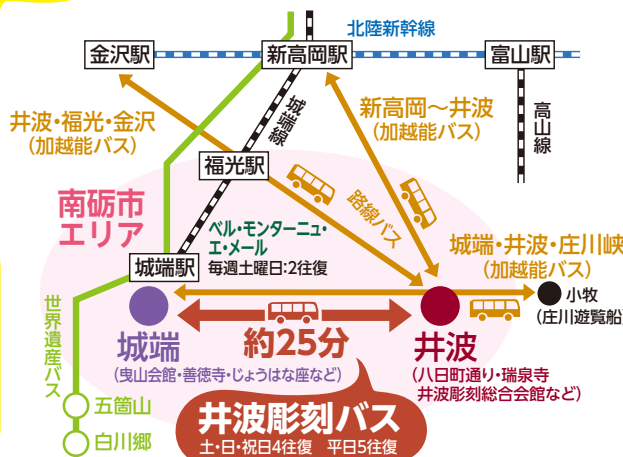 北陸新幹線
金沢駅
新高岡駅
富山駅
井波・福光・金沢
(加越能バス)
城端線
新高岡〜井波
(加越能バス)
高山線
福光駅
南砺市
エリア
路線バス
ベル・モンターニュ・
エ・メール
毎週土曜日:2往復
城端・井波・庄川峡
(加越能バス)
城端駅
小牧
(庄川遊覧船)
世界遺産バス
城端
(曳山会館・善徳寺・じょうはな座など)
約25分
井波
(八日町通り・瑞泉寺
井波彫刻総合会館など)
五箇山
白川郷
井波彫刻バス
土・日・祝日4往復 平日5往復